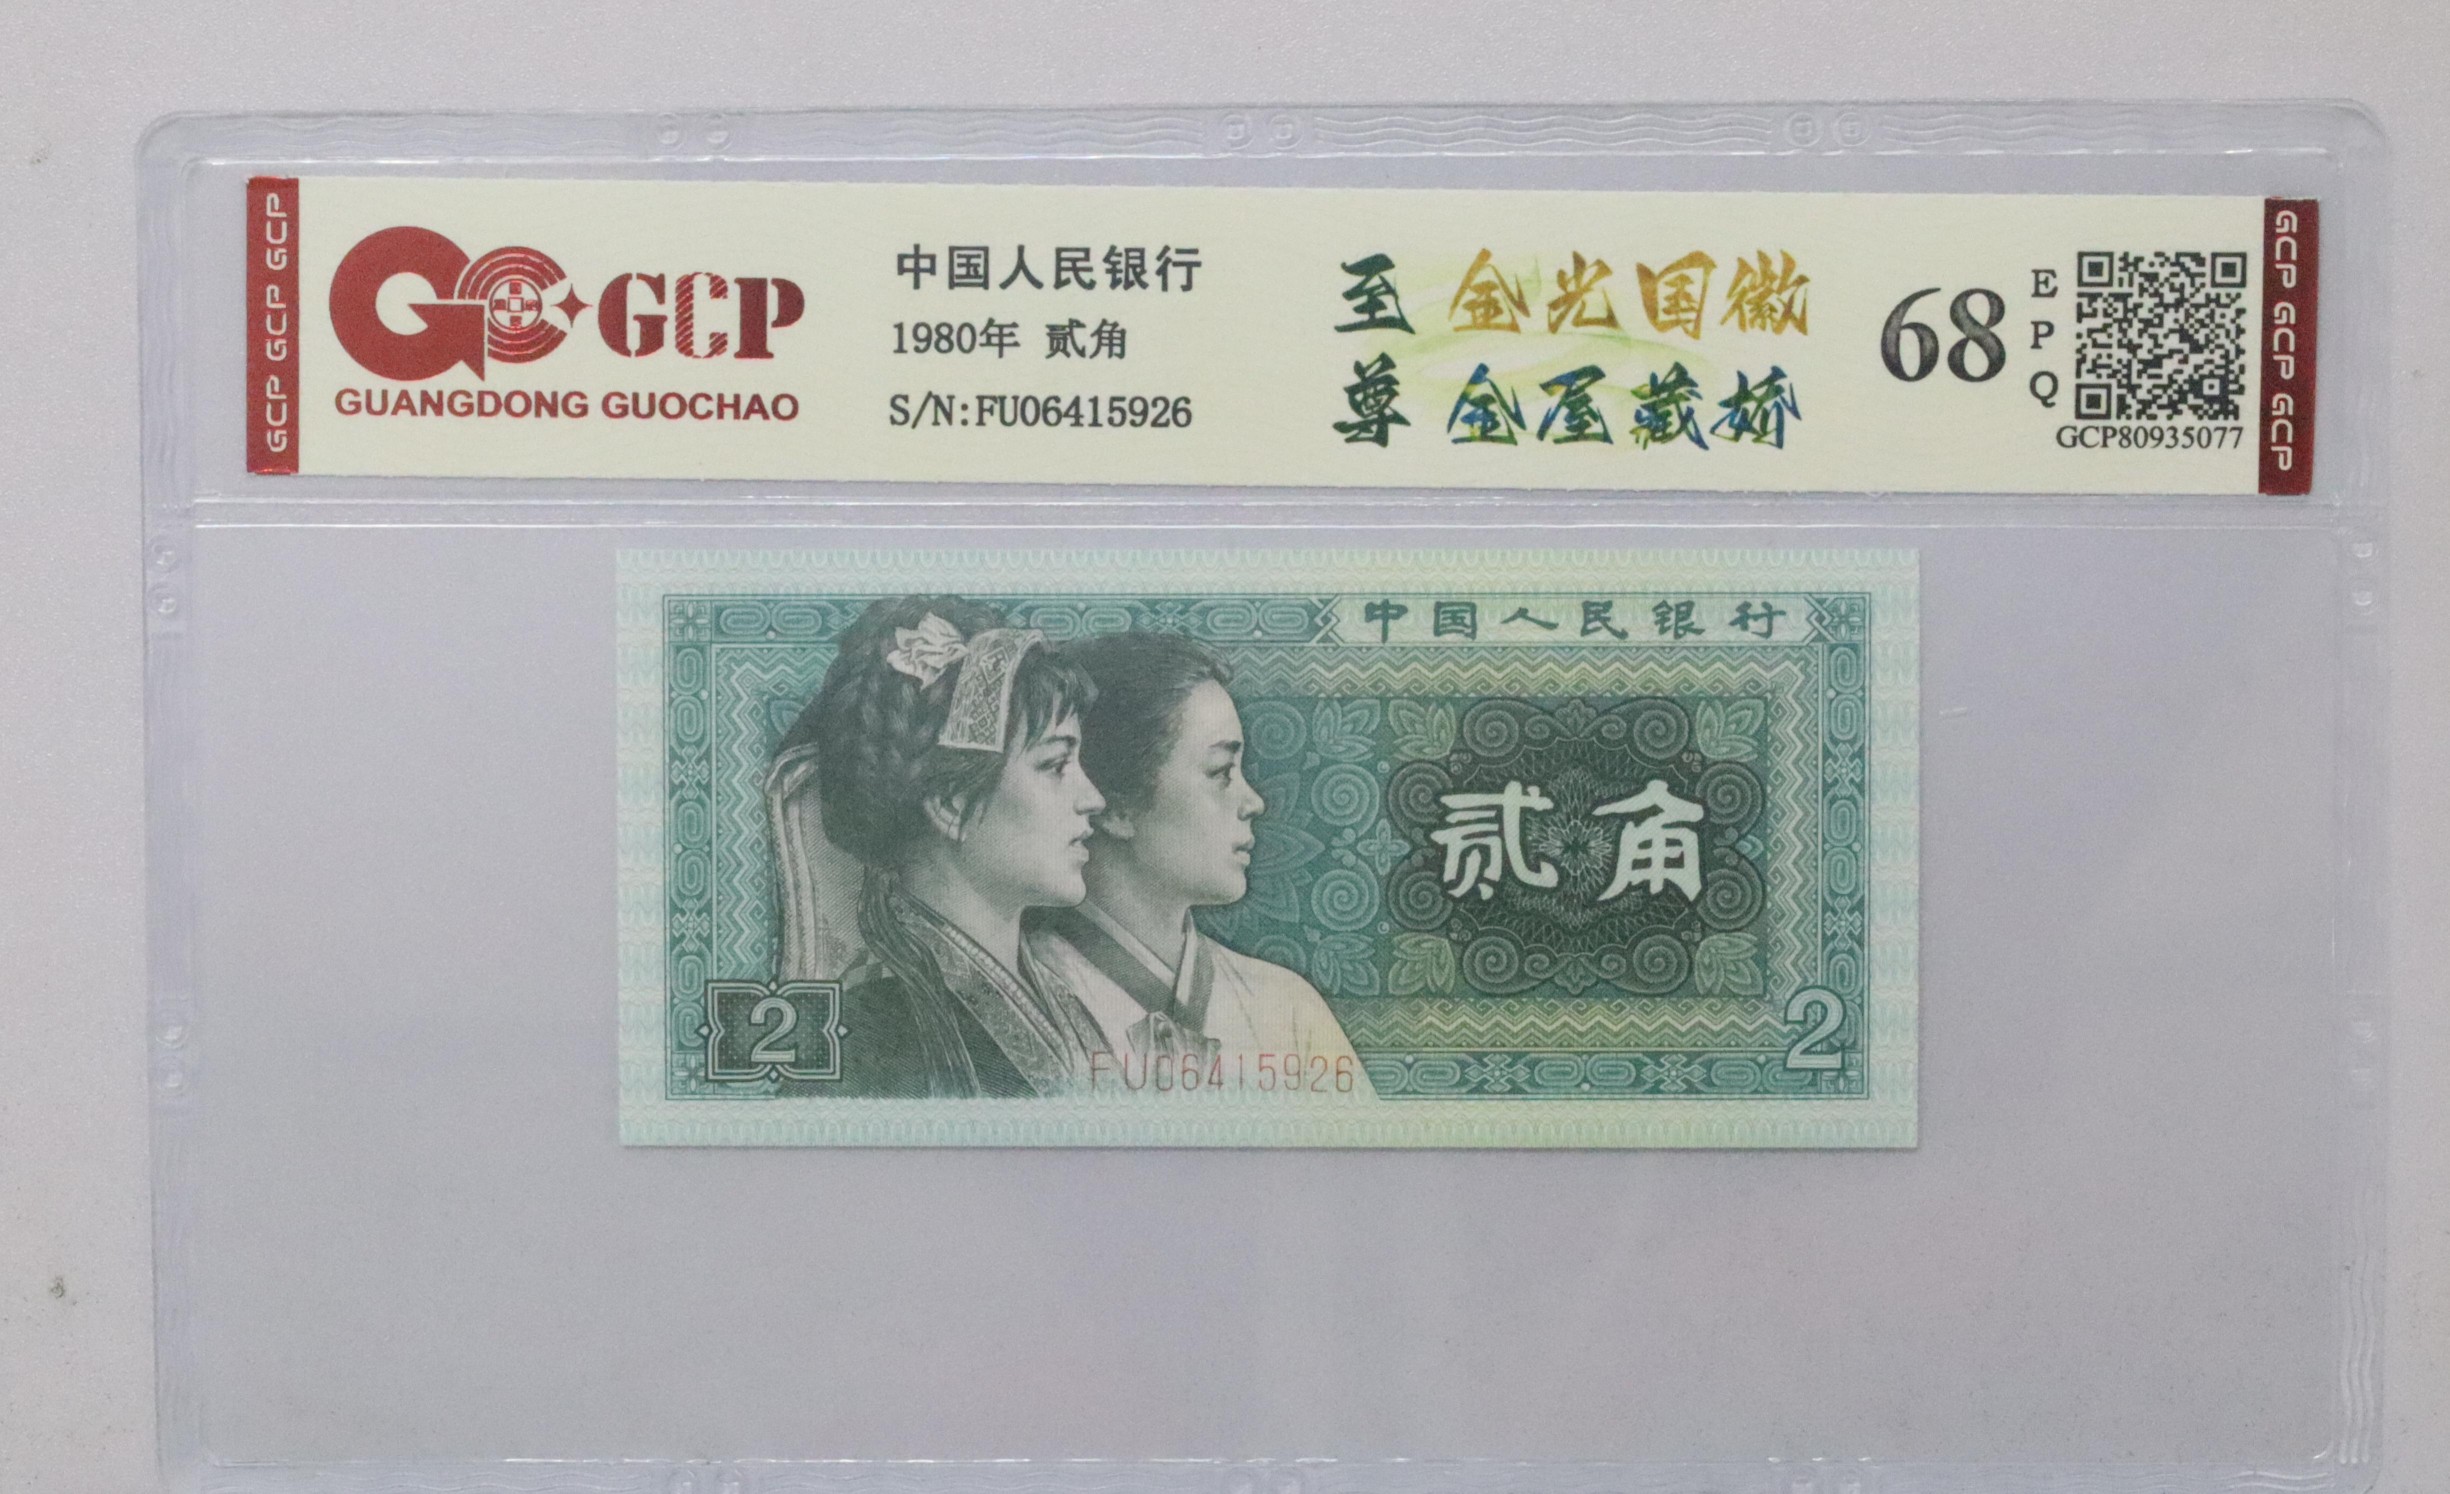 GCP GCP GCP
GCP
GUANGDONG GUOCHAO
中国人民银行
1980年 贰角
S/N:FU06415926
至尊
金光国徽
金屋藏娇
68
EPQ
GCP80935077
GCP GCP GCP
中国人民银行
贰角
2
2
FU06415926